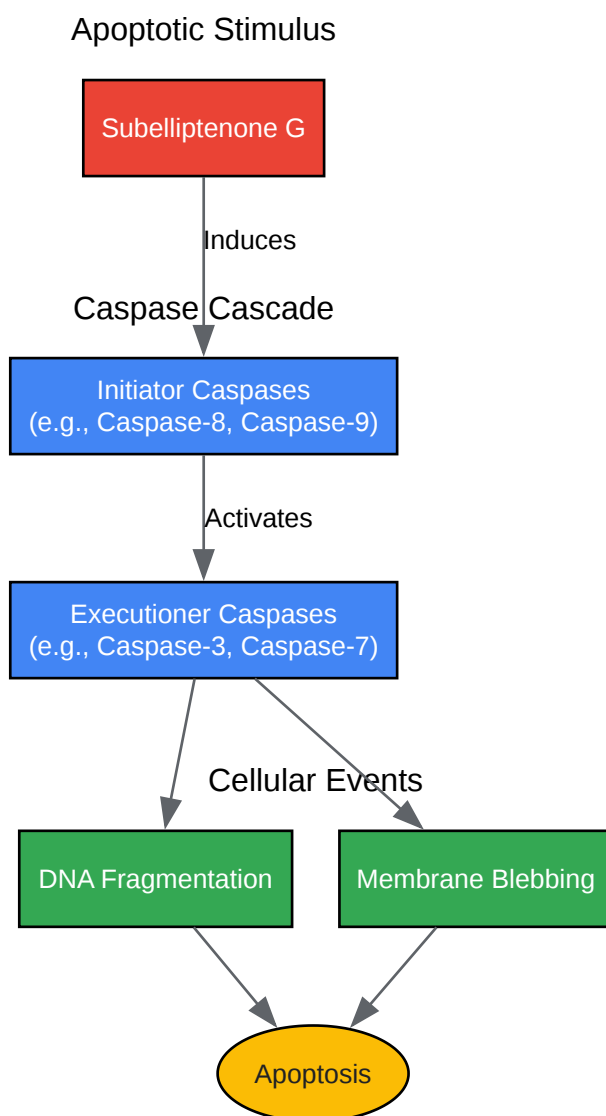 Apoptotic Stimulus
Subelliptenone G
Induces
Caspase Cascade
Initiator Caspases
(e.g., Caspase-8, Caspase-9)
Activates
Executioner Caspases
(e.g., Caspase-3, Caspase-7)
Cellular Events
DNA Fragmentation
Membrane Blebbing
Apoptosis